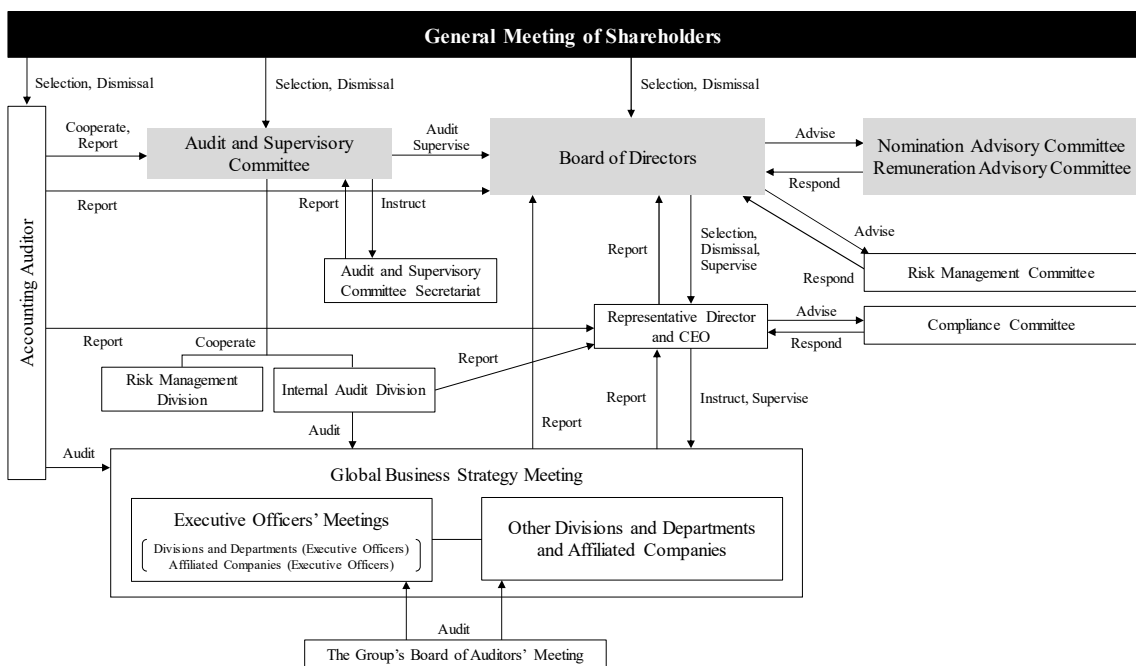 General Meeting of Shareholders
Selection, Dismissal
Selection, Dismissal
Selection, Dismissal
Accounting Auditor
Cooperate,
Report
Audit and Supervisory
Committee
Audit
Supervise
Board of Directors
Advise
Respond
Nomination Advisory Committee
Remuneration Advisory Committee
Report
Report
Instruct
Audit and Supervisory
Committee Secretariat
Report
Selection,
Dismissal,
Supervise
Advise
Respond
Risk Management Committee
Representative Director
and CEO
Advise
Respond
Compliance Committee
Report
Cooperate
Report
Risk Management
Division
Internal Audit Division
Report
Instruct, Supervise
Report
Audit
Audit
Global Business Strategy Meeting
Executive Officers' Meetings
Divisions and Departments (Executive Officers)
Affiliated Companies (Executive Officers)
Other Divisions and Departments
and Affiliated Companies
Audit
The Group's Board of Auditors' Meeting